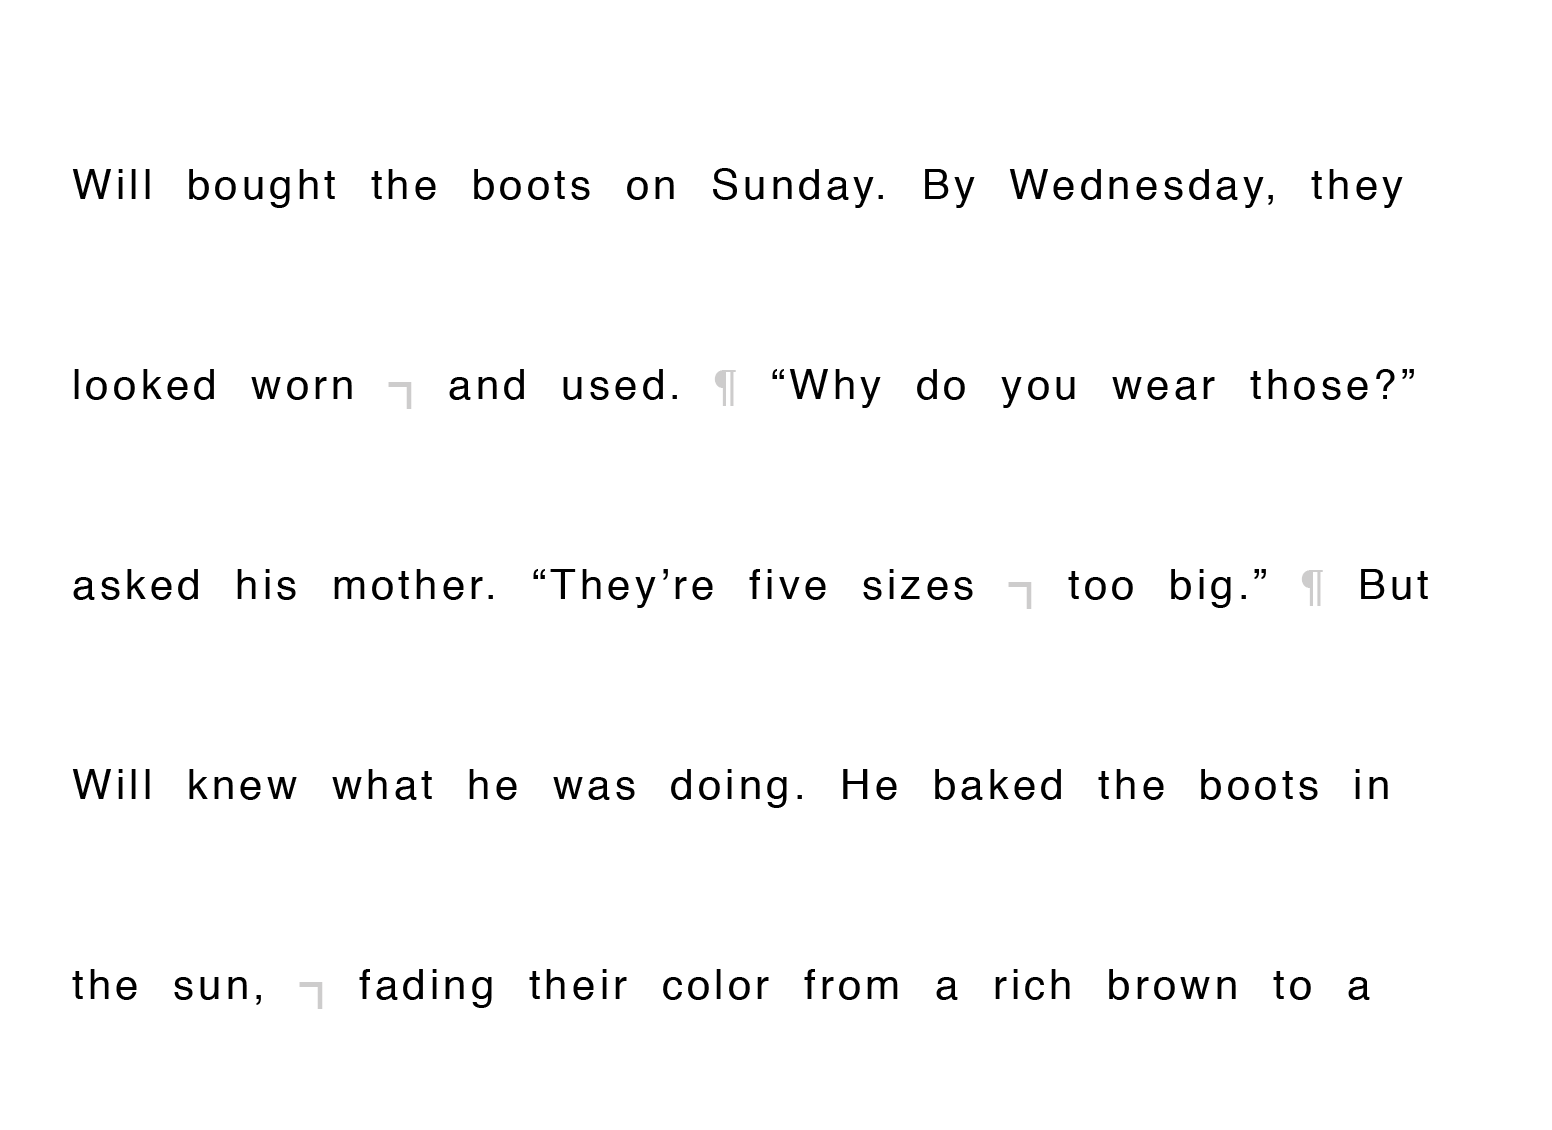 Will bought the boots on Sunday. By Wednesday, they
looked worn ¬ and used. ¶ “Why do you wear those?”
asked his mother. “They’re five sizes ¬ too big.” ¶ But
Will knew what he was doing. He baked the boots in
the sun, ¬ fading their color from a rich brown to a